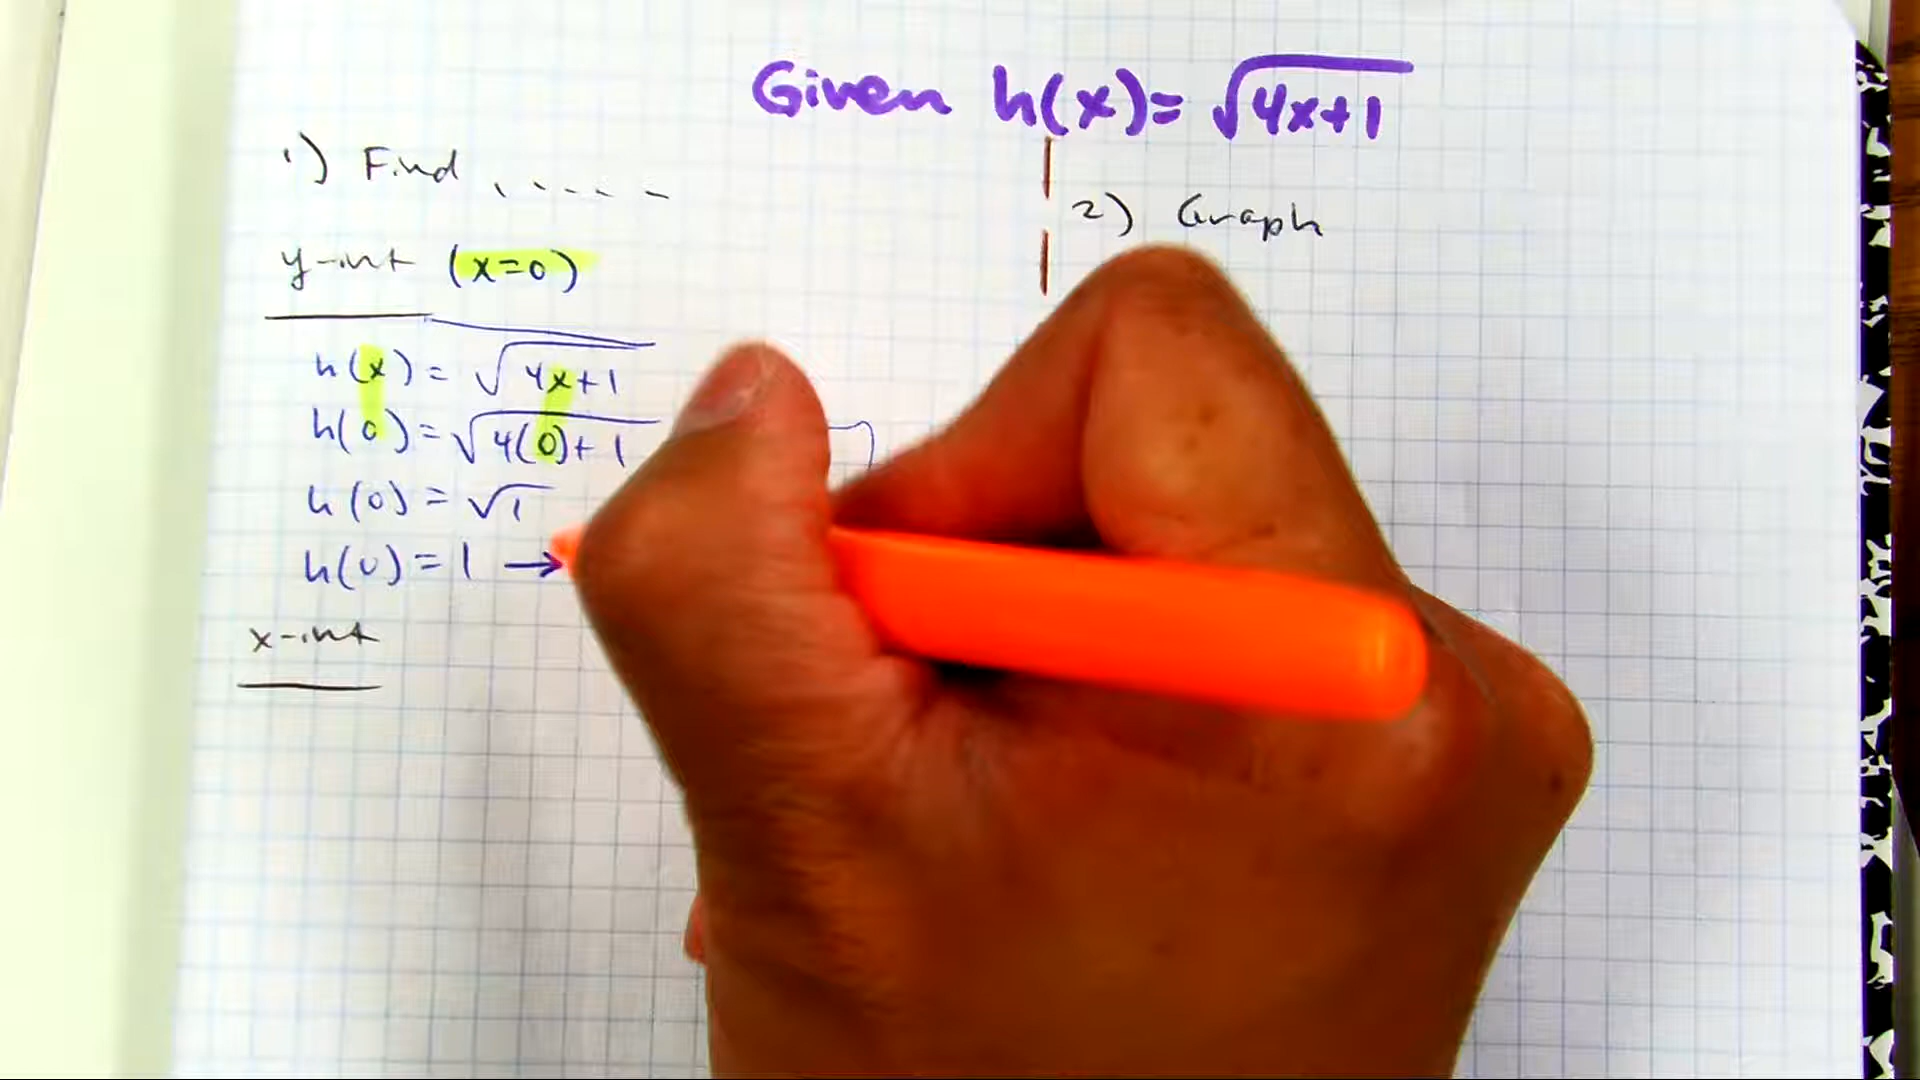 Given h(x)= √4x+1
1) Find , - - - -
y-int (x=0)
h(x) = √4x+1
h(0)=√4(0)+1
h(0) = √1
h(0) = 1 →
x-int
2) Graph